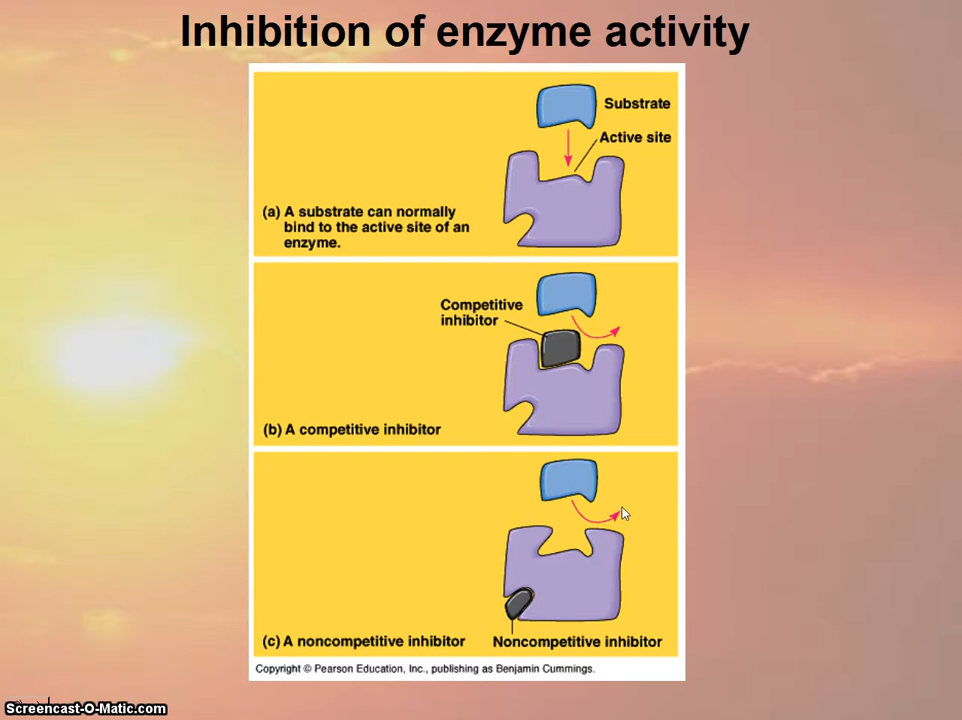 Inhibition of enzyme activity
Substrate
Active site
(a) A substrate can normally
bind to the active site of an
enzyme.
Competitive
inhibitor
(b) A competitive inhibitor
(c) A noncompetitive inhibitor
Noncompetitive inhibitor
Copyright © Pearson Education, Inc., publishing as Benjamin Cummings.
Screencast-O-Matic.com